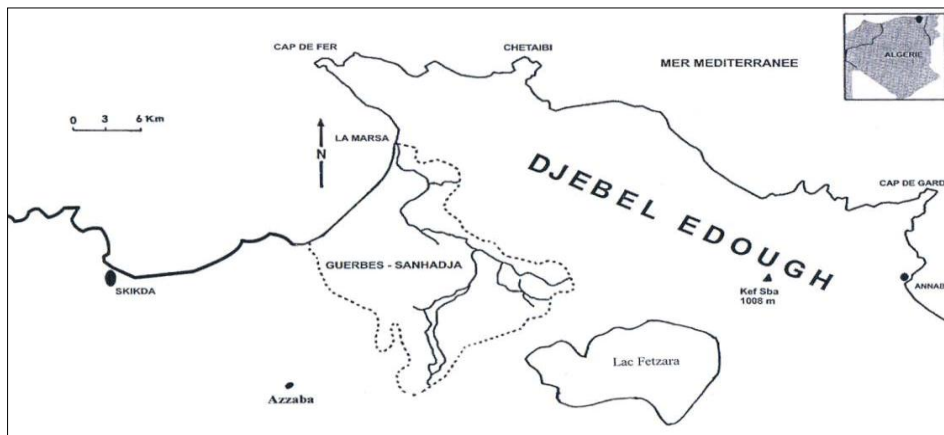 CAP DE FER
CHETAIBI
MER MEDITERRANEE
ALGERIE
0 3 6 Km
N
LA MARSA
DJEBEL EDOUGH
CAP DE GARD
GUERBES - SANHADJA
SKIKDA
Kef Sba
1008 m
ANNAB
Lac Fetzara
Azzaba